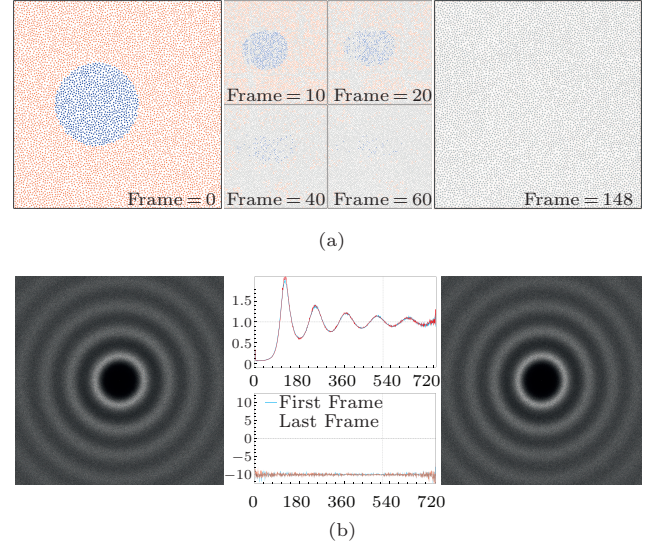 Frame = 0
Frame = 10
Frame = 20
Frame = 40
Frame = 60
Frame = 148
(a)
1.5
1.0
0.5
0
0 180 360 540 720
10
5
0
−5
−10
First Frame
Last Frame
0 180 360 540 720
(b)